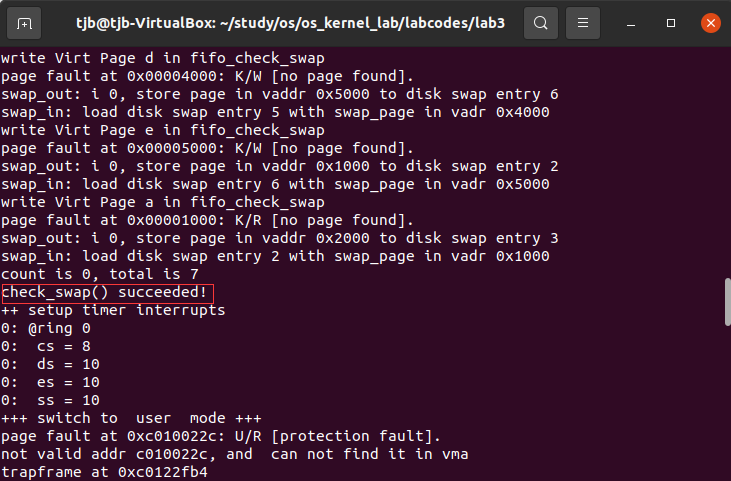 tjb@tjb-VirtualBox: ~/study/os/os_kernel_lab/labcodes/lab3
write Virt Page d in fifo_check_swap
page fault at 0x00004000: K/W [no page found].
swap_out: i 0, store page in vaddr 0x5000 to disk swap entry 6
swap_in: load disk swap entry 5 with swap_page in vadr 0x4000
write Virt Page e in fifo_check_swap
page fault at 0x00005000: K/W [no page found].
swap_out: i 0, store page in vaddr 0x1000 to disk swap entry 2
swap_in: load disk swap entry 6 with swap_page in vadr 0x5000
write Virt Page a in fifo_check_swap
page fault at 0x00001000: K/R [no page found].
swap_out: i 0, store page in vaddr 0x2000 to disk swap entry 3
swap_in: load disk swap entry 2 with swap_page in vadr 0x1000
count is 0, total is 7
check_swap() succeeded!
++ setup timer interrupts
0: @ring 0
0:  cs = 8
0:  ds = 10
0:  es = 10
0:  ss = 10
+++ switch to  user  mode +++
page fault at 0xc010022c: U/R [protection fault].
not valid addr c010022c, and  can not find it in vma
trapframe at 0xc0122fb4